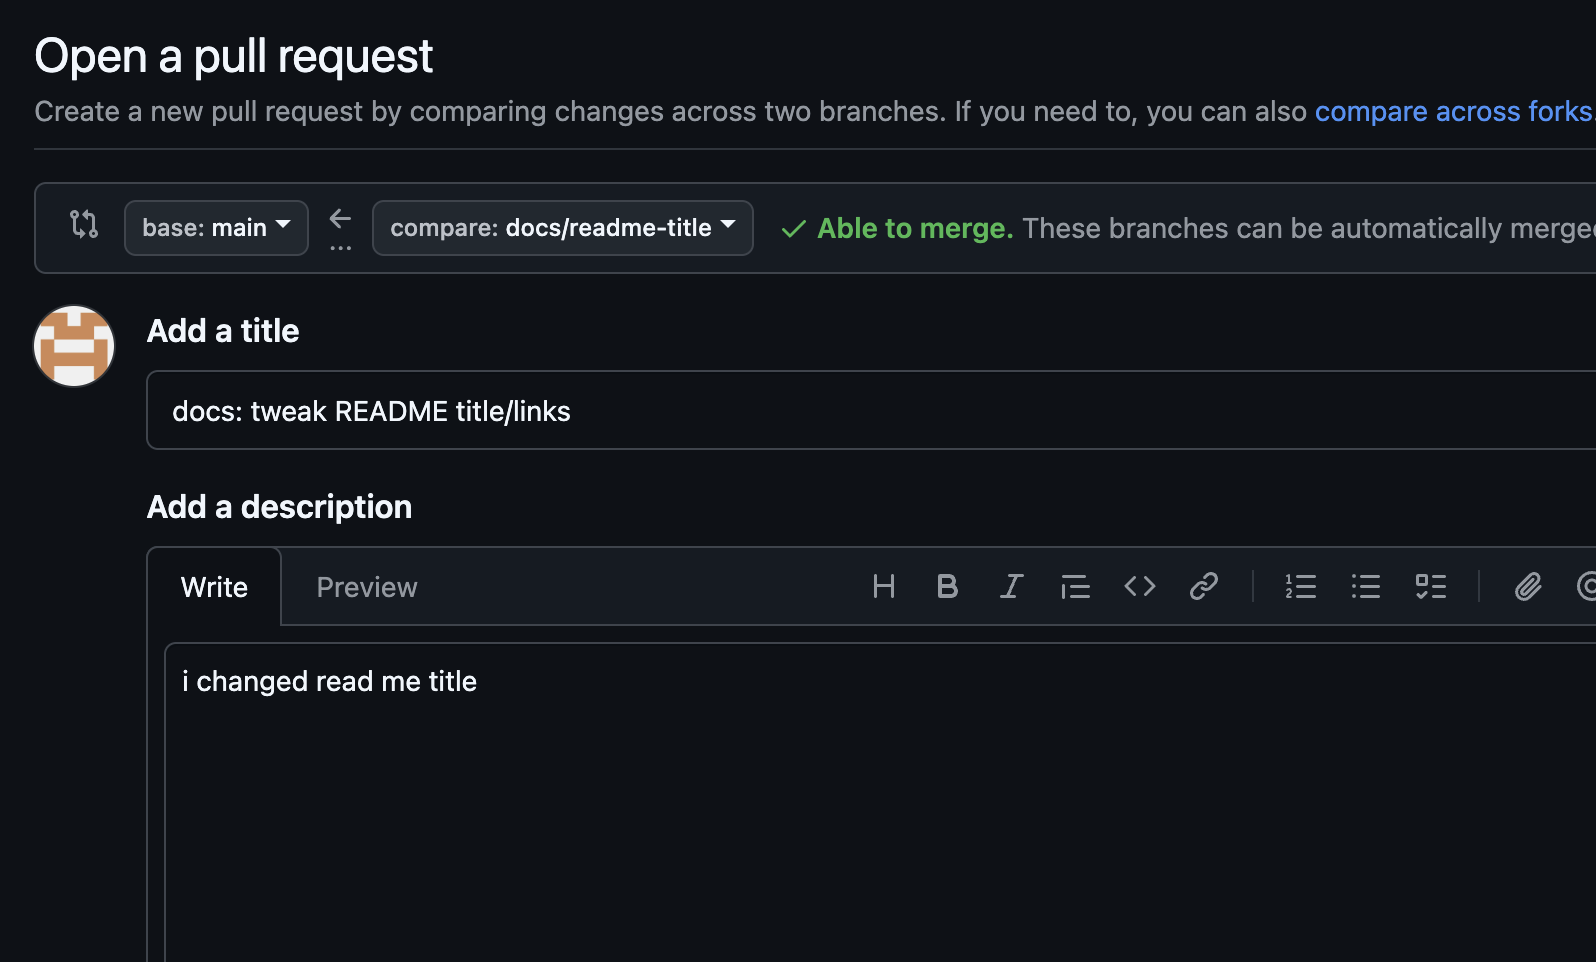 Open a pull request
Create a new pull request by comparing changes across two branches. If you need to, you can also compare across forks.
base: main
compare: docs/readme-title
Able to merge. These branches can be automatically merged
Add a title
docs: tweak README title/links
Add a description
Write
Preview
i changed read me title